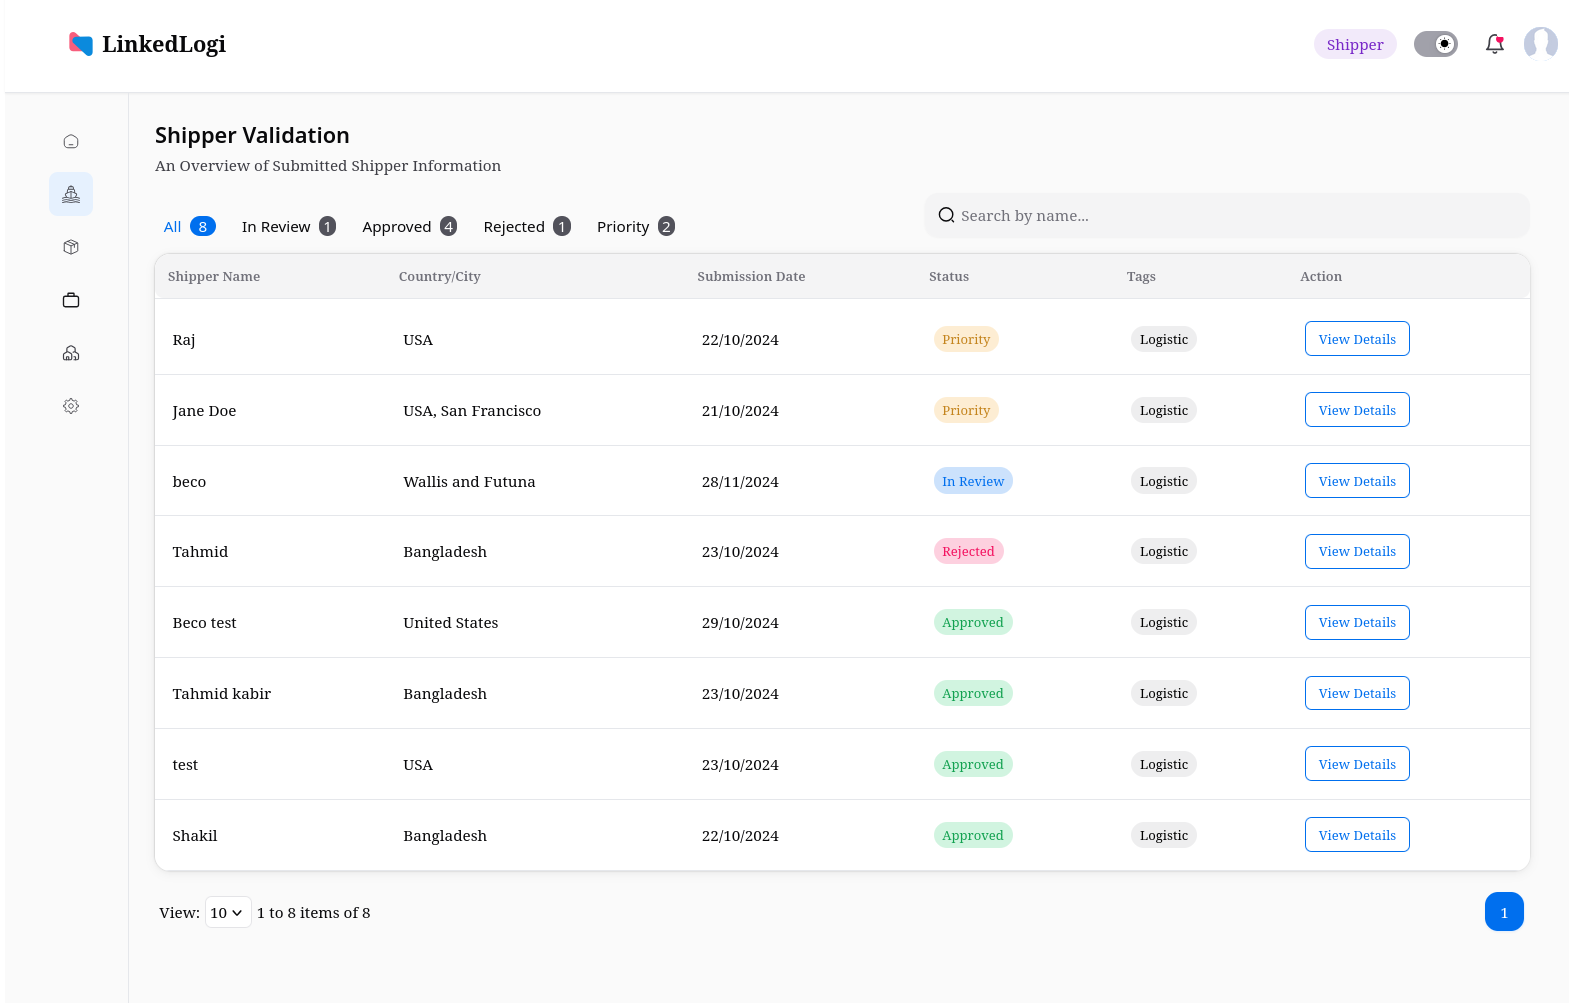 LinkedLogi
Shipper
Shipper Validation
An Overview of Submitted Shipper Information
All 8 In Review 1 Approved 4 Rejected 1 Priority 2
Search by name...
Shipper Name Country/City Submission Date Status Tags Action
Raj USA 22/10/2024 Priority Logistic View Details
Jane Doe USA, San Francisco 21/10/2024 Priority Logistic View Details
beco Wallis and Futuna 28/11/2024 In Review Logistic View Details
Tahmid Bangladesh 23/10/2024 Rejected Logistic View Details
Beco test United States 29/10/2024 Approved Logistic View Details
Tahmid kabir Bangladesh 23/10/2024 Approved Logistic View Details
test USA 23/10/2024 Approved Logistic View Details
Shakil Bangladesh 22/10/2024 Approved Logistic View Details
View: 10 1 to 8 items of 8
1